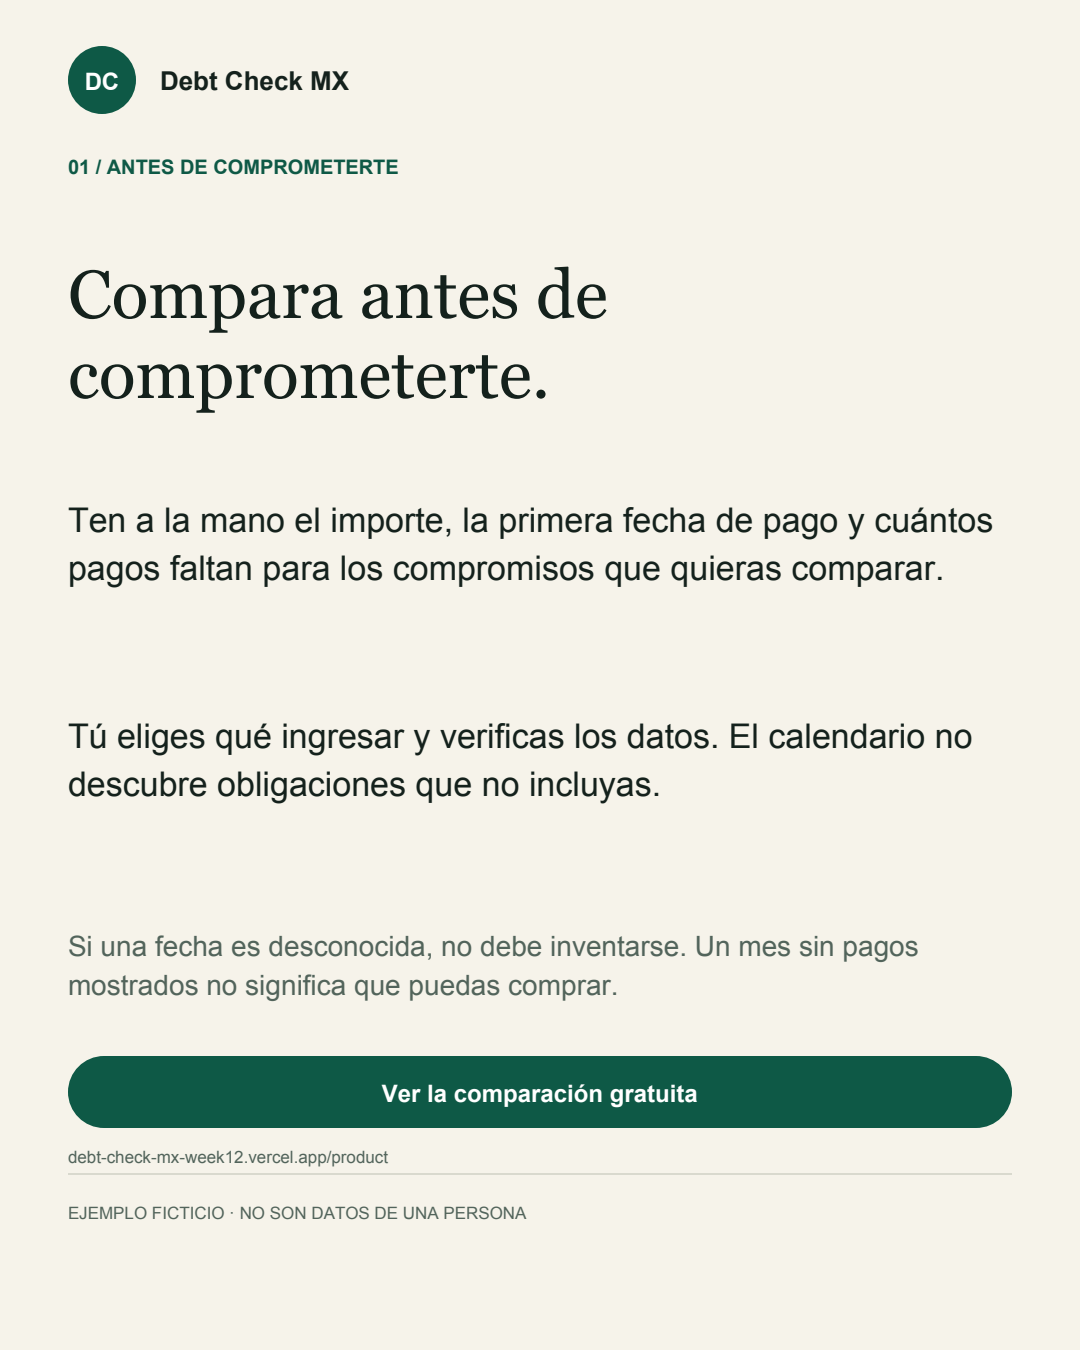 DC
Debt Check MX
01 / ANTES DE COMPROMETERTE
Compara antes de
comprometerte.
Ten a la mano el importe, la primera fecha de pago y cuántos
pagos faltan para los compromisos que quieras comparar.
Tú eliges qué ingresar y verificas los datos. El calendario no
descubre obligaciones que no incluyas.
Si una fecha es desconocida, no debe inventarse. Un mes sin pagos
mostrados no significa que puedas comprar.
Ver la comparación gratuita
debt-check-mx-week12.vercel.app/product
EJEMPLO FICTICIO · NO SON DATOS DE UNA PERSONA